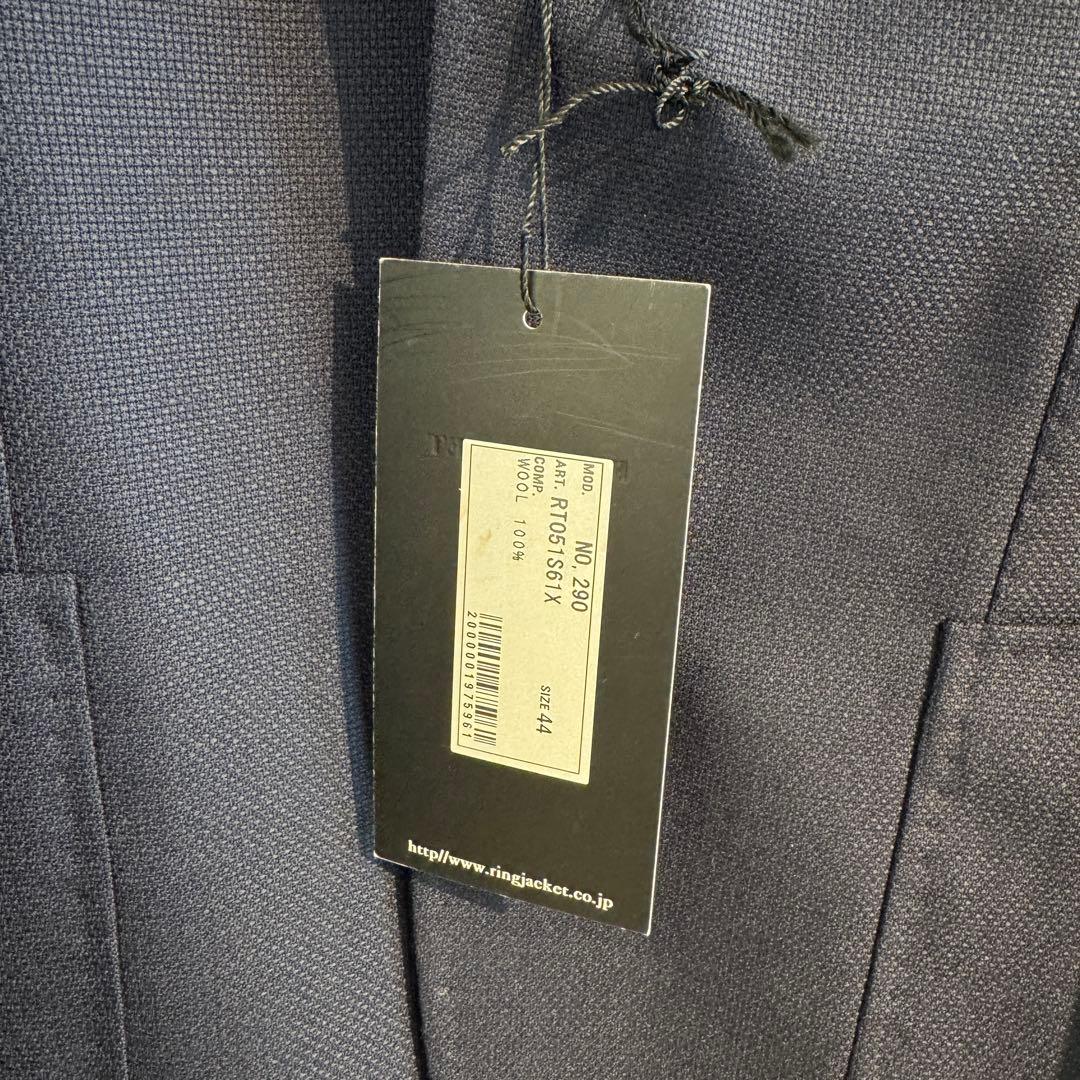 MOD. NO, 290
ART. RT051S61X SIZE 44
COMP.
WOOL 100%
2000001975961
http//www.ringjacket.co.jp